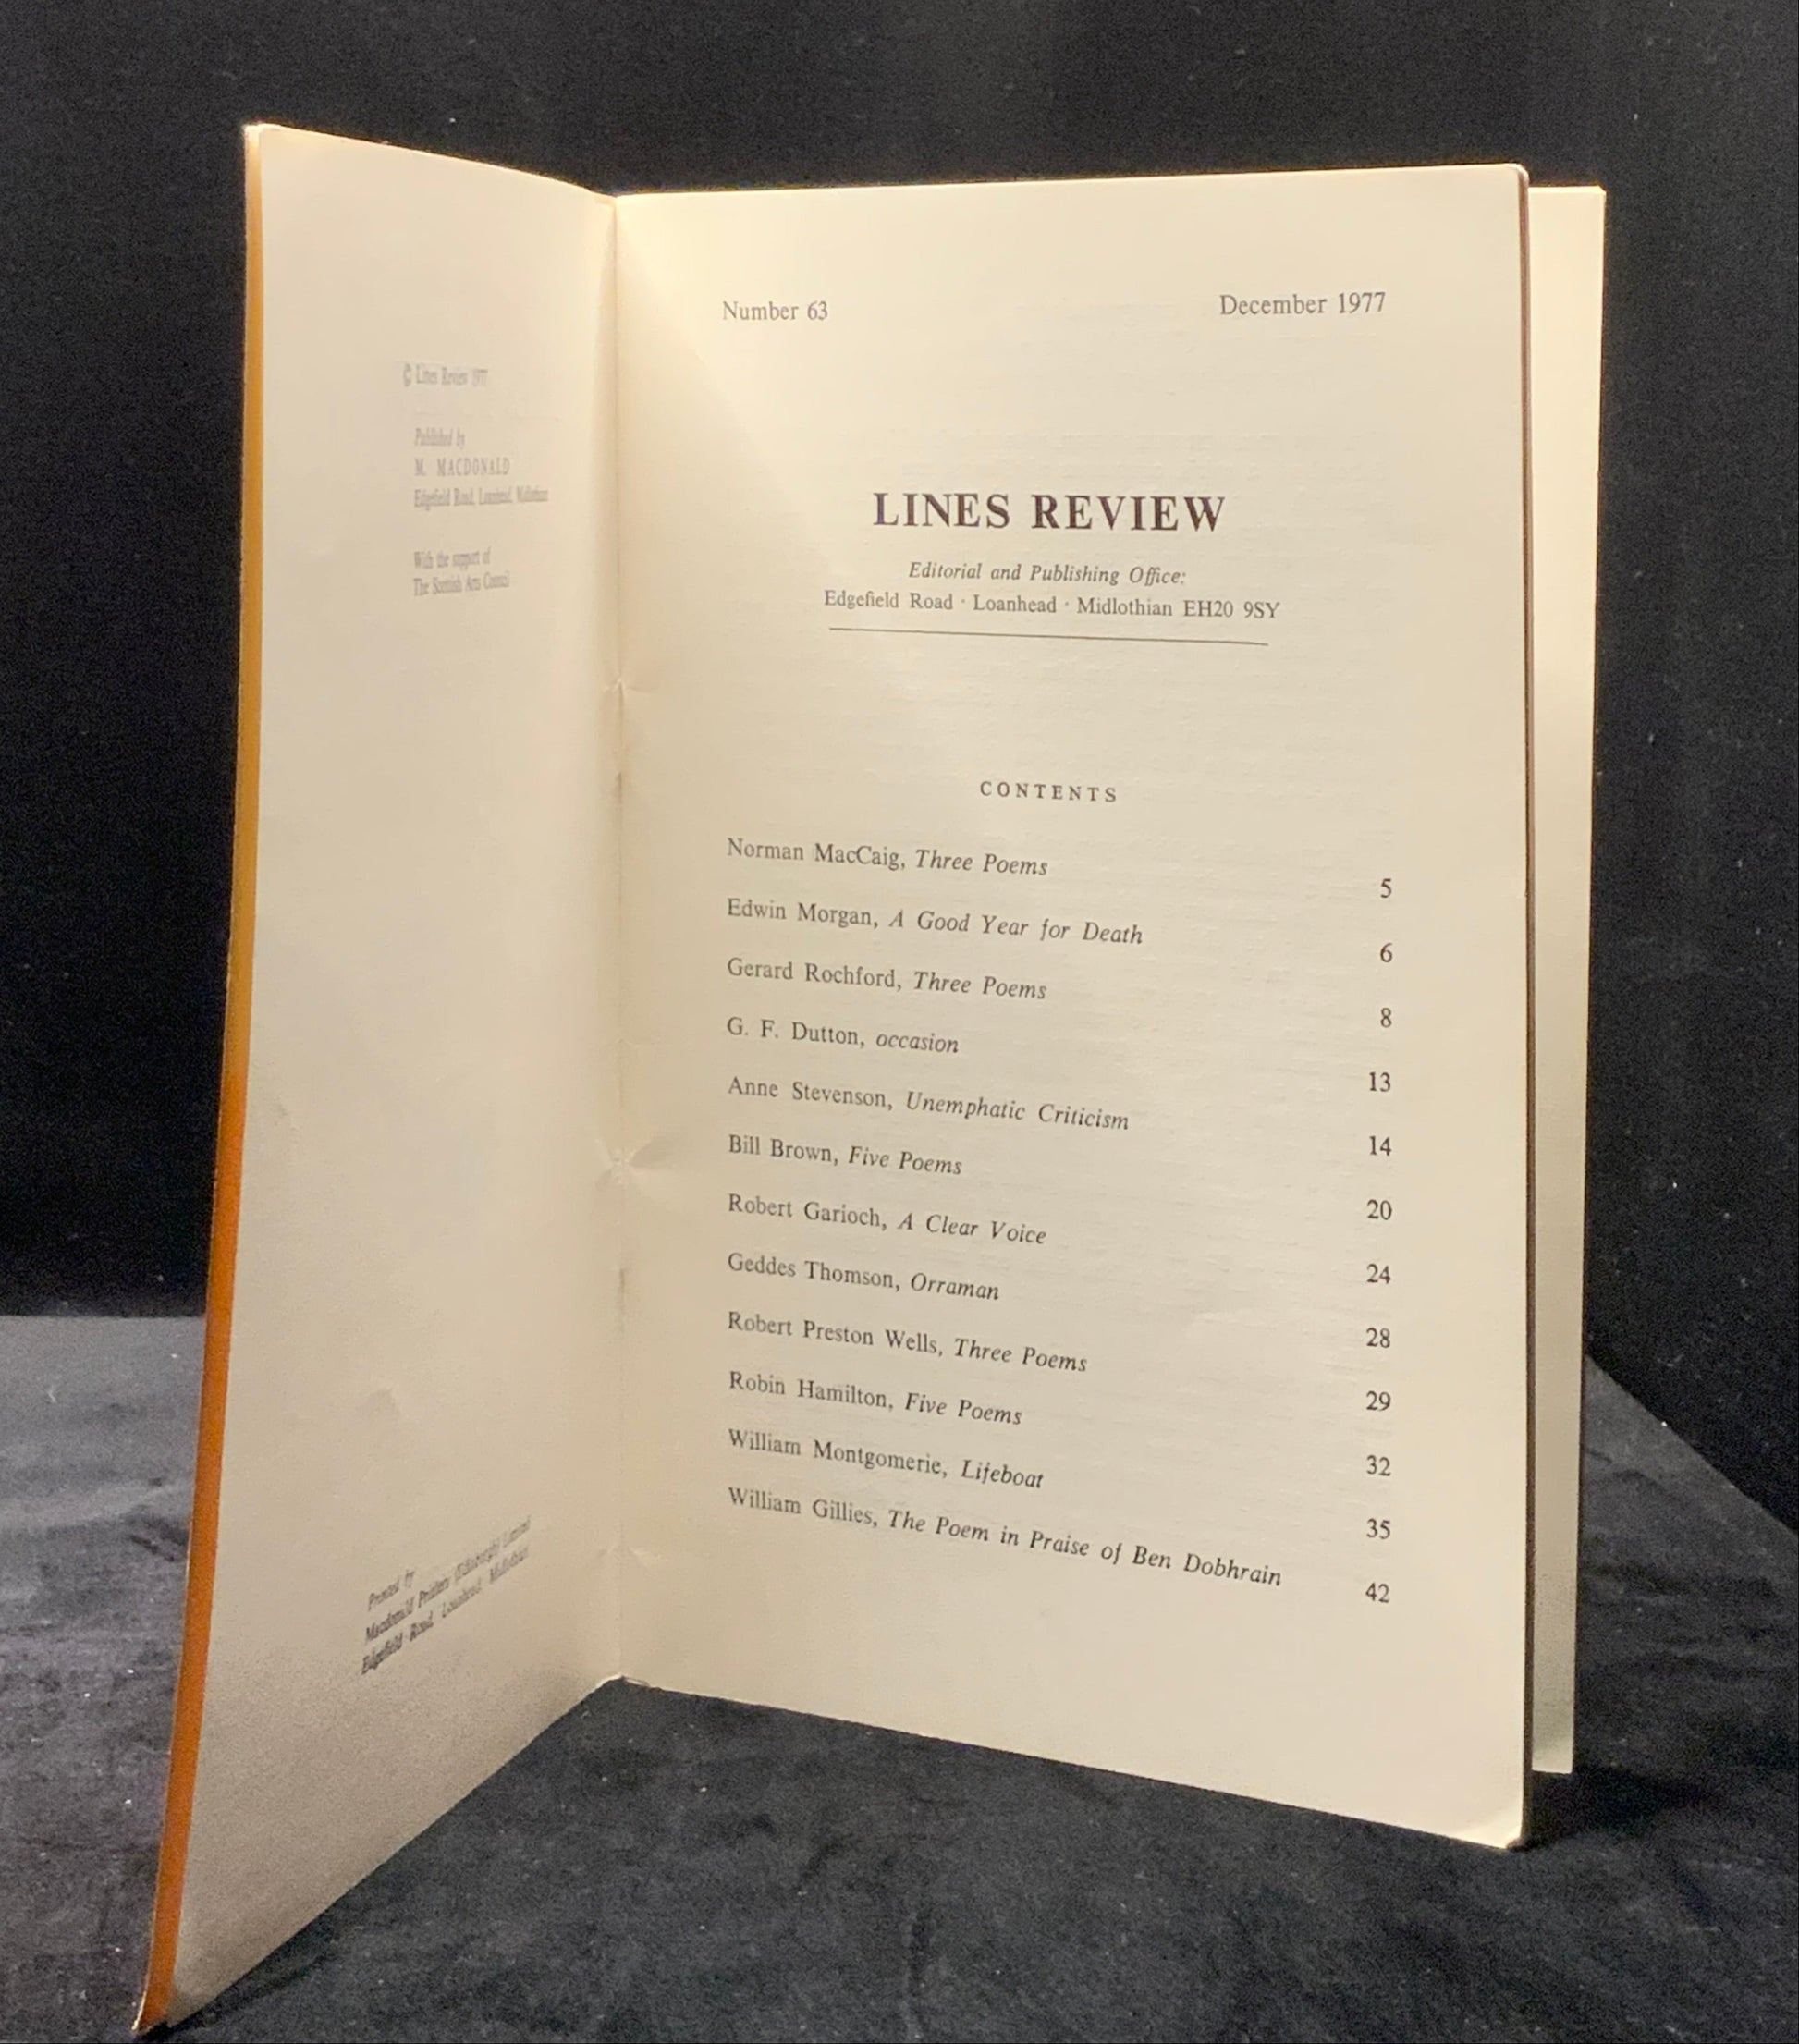 © Lines Review 1977
Published by
M. MACDONALD
Edgefield Road, Loanhead, Midlothian
With the support of
The Scottish Arts Council
Printed by
Macdonald Printers (Edinburgh) Limited
Edgefield Road, Loanhead, Midlothian
Number 63 December 1977
LINES REVIEW
Editorial and Publishing Office:
Edgefield Road · Loanhead · Midlothian EH20 9SY
CONTENTS
Norman MacCaig, Three Poems 5
Edwin Morgan, A Good Year for Death 6
Gerard Rochford, Three Poems 8
G. F. Dutton, occasion 13
Anne Stevenson, Unemphatic Criticism 14
Bill Brown, Five Poems 20
Robert Garioch, A Clear Voice 24
Geddes Thomson, Orraman 28
Robert Preston Wells, Three Poems 29
Robin Hamilton, Five Poems 32
William Montgomerie, Lifeboat 35
William Gillies, The Poem in Praise of Ben Dobhrain 42